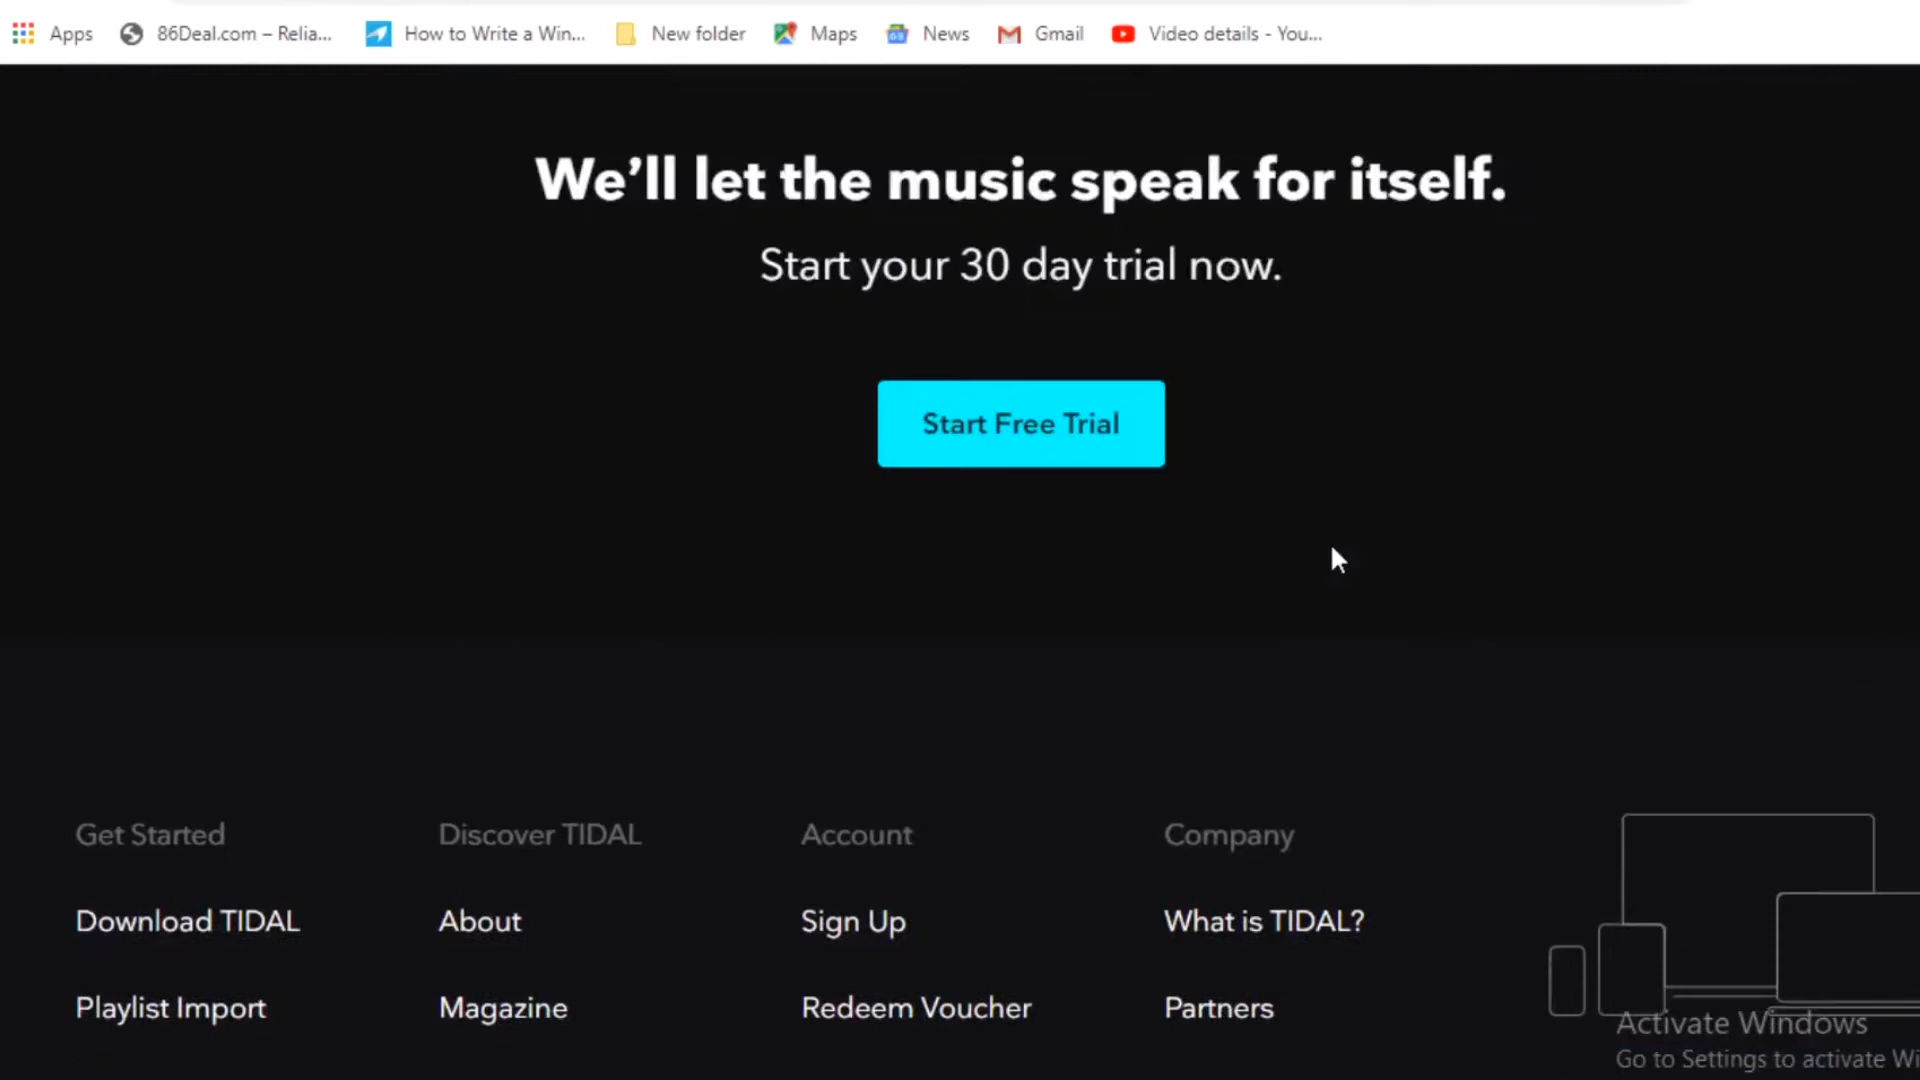 Apps 86Deal.com – Relia... How to Write a Win... New folder Maps News Gmail Video details - You...
We’ll let the music speak for itself.
Start your 30 day trial now.
Start Free Trial
Get Started Discover TIDAL Account Company
Download TIDAL About Sign Up What is TIDAL?
Playlist Import Magazine Redeem Voucher Partners
Activate Windows
Go to Settings to activate Wi